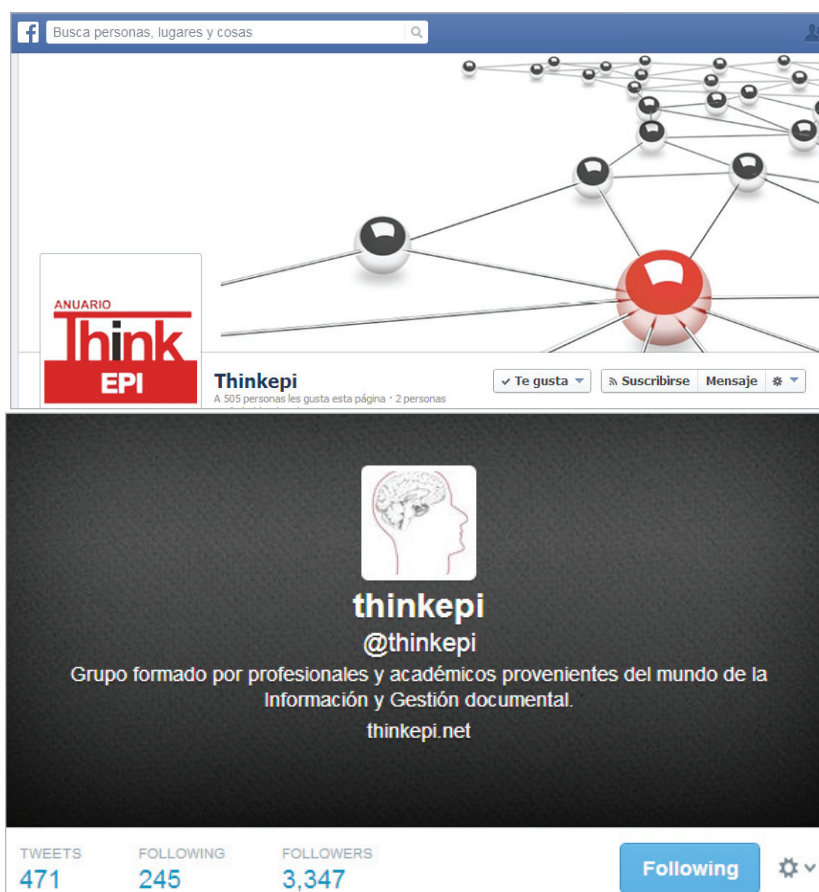 Busca personas, lugares y cosas
ANUARIO
Think
EPI
Thinkepi
Te gusta
Suscribirse
Mensaje
A 505 personas les gusta esta página · 2 personas
thinkepi
@thinkepi
Grupo formado por profesionales y académicos provenientes del mundo de la
Información y Gestión documental.
thinkepi.net
TWEETS
FOLLOWING
FOLLOWERS
471
245
3,347
Following